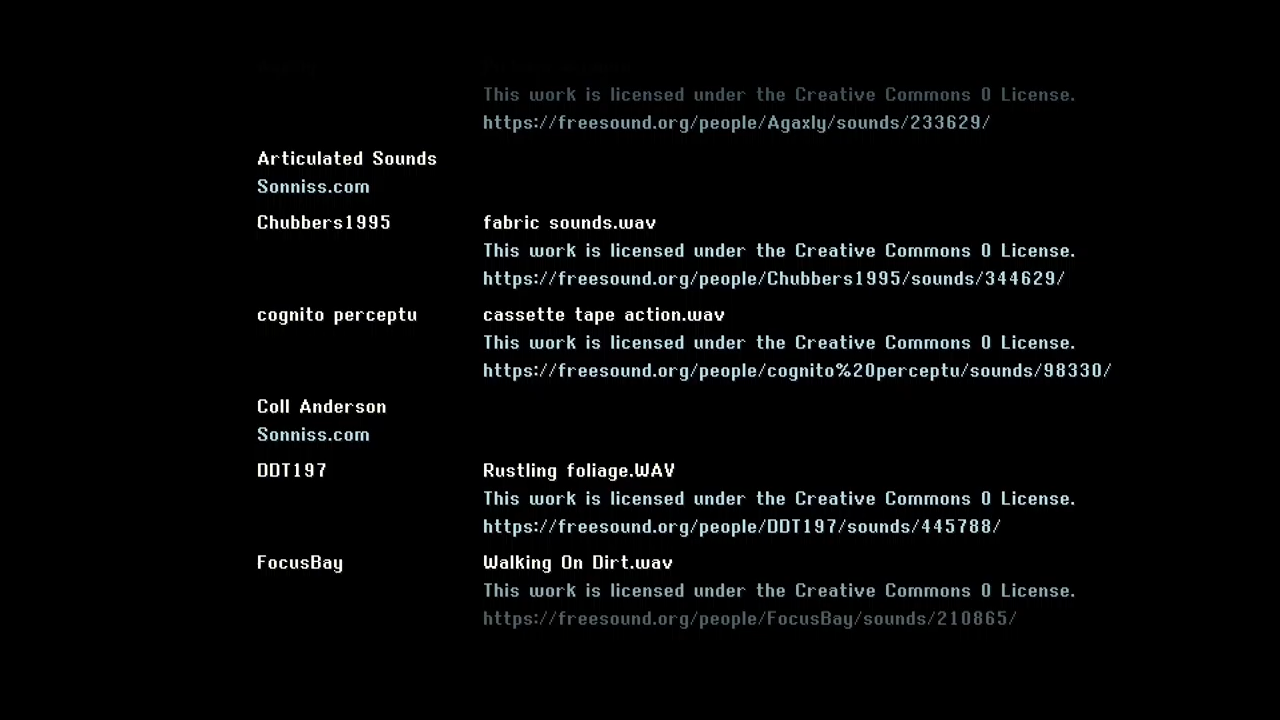 This work is licensed under the Creative Commons 0 License.
https://freesound.org/people/Agaxly/sounds/233629/
Articulated Sounds
Sonniss.com
Chubbers1995 fabric sounds.wav
This work is licensed under the Creative Commons 0 License.
https://freesound.org/people/Chubbers1995/sounds/344629/
cognito perceptu cassette tape action.wav
This work is licensed under the Creative Commons 0 License.
https://freesound.org/people/cognito%20perceptu/sounds/98330/
Coll Anderson
Sonniss.com
DDT197 Rustling foliage.WAV
This work is licensed under the Creative Commons 0 License.
https://freesound.org/people/DDT197/sounds/445788/
FocusBay Walking On Dirt.wav
This work is licensed under the Creative Commons 0 License.
https://freesound.org/people/FocusBay/sounds/210865/